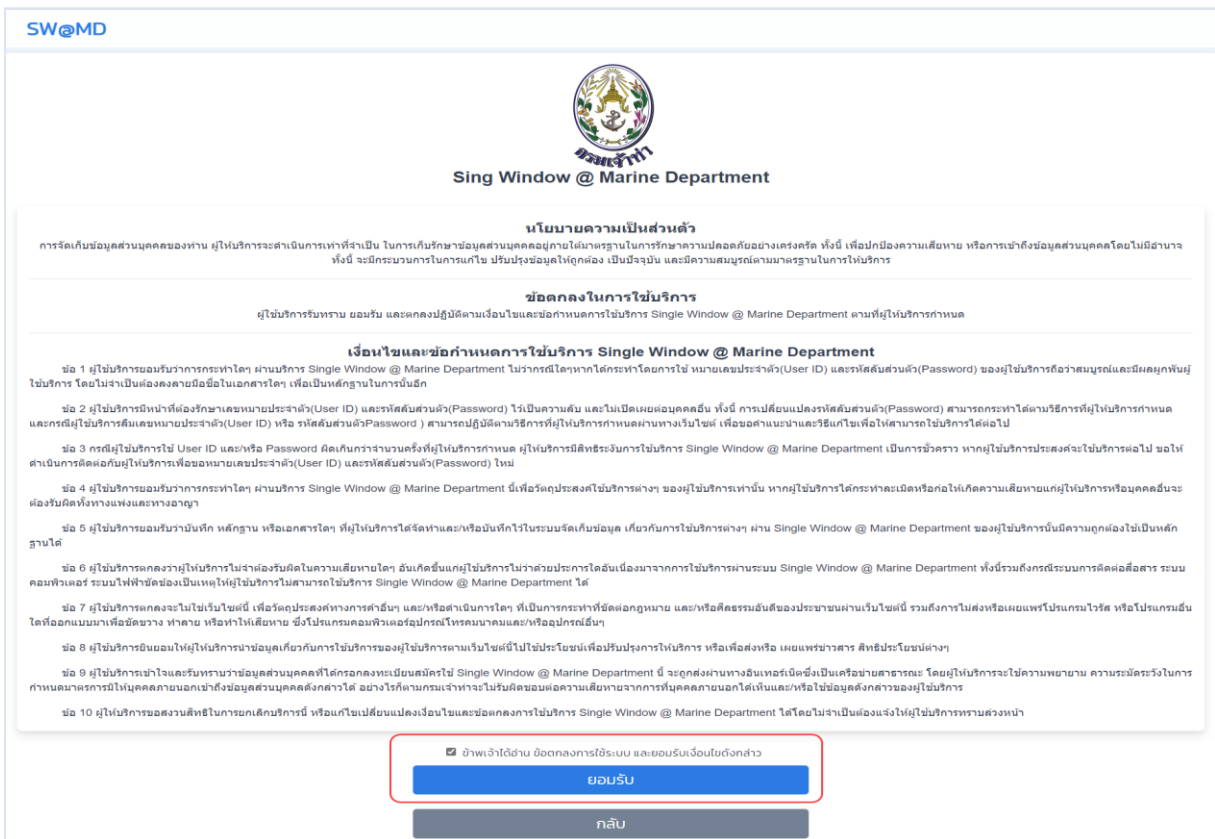 SW@MD
กรมเจ้าท่า
Sing Window @ Marine Department
นโยบายความเป็นส่วนตัว
การจัดเก็บข้อมูลส่วนบุคคลของท่าน ผู้ให้บริการจะดำเนินการเท่าที่จำเป็น ในการเก็บรักษาข้อมูลส่วนบุคคลอยู่ภายใต้มาตรฐานในการรักษาความปลอดภัยอย่างเคร่งครัด ทั้งนี้ เพื่อปกป้องความเสียหาย หรือการเข้าถึงข้อมูลส่วนบุคคลโดยไม่มีอำนาจ
ทั้งนี้ จะมีกระบวนการในการแก้ไข ปรับปรุงข้อมูลให้ถูกต้อง เป็นปัจจุบัน และมีความสมบูรณ์ตามมาตรฐานในการให้บริการ
ข้อตกลงในการใช้บริการ
ผู้ใช้บริการรับทราบ ยอมรับ และตกลงปฏิบัติตามเงื่อนไขและข้อกำหนดการใช้บริการ Single Window @ Marine Department ตามที่ผู้ให้บริการกำหนด
เงื่อนไขและข้อกำหนดการใช้บริการ Single Window @ Marine Department
ข้อ 1 ผู้ใช้บริการยอมรับว่าการกระทำใดๆ ผ่านบริการ Single Window @ Marine Department ไม่ว่ากรณีใดๆหากได้กระทำโดยการใช้ หมายเลขประจำตัว(User ID) และรหัสลับส่วนตัว(Password) ของผู้ใช้บริการถือว่าสมบูรณ์และมีผลผูกพันผู้
ใช้บริการ โดยไม่จำเป็นต้องลงลายมือชื่อในเอกสารใดๆ เพื่อเป็นหลักฐานในการนั้นอีก
ข้อ 2 ผู้ใช้บริการมีหน้าที่ต้องรักษาเลขหมายประจำตัว(User ID) และรหัสลับส่วนตัว(Password) ไว้เป็นความลับ และไม่เปิดเผยต่อบุคคลอื่น ทั้งนี้ การเปลี่ยนแปลงรหัสลับส่วนตัว(Password) สามารถกระทำได้ตามวิธีการที่ผู้ให้บริการกำหนด
และกรณีผู้ใช้บริการลืมเลขหมายประจำตัว(User ID) หรือ รหัสลับส่วนตัวPassword ) สามารถปฏิบัติตามวิธีการที่ผู้ให้บริการกำหนดผ่านทางเว็บไซต์ เพื่อขอคำแนะนำและวิธีแก้ไขเพื่อให้สามารถใช้บริการได้ต่อไป
ข้อ 3 กรณีผู้ใช้บริการใช้ User ID และ/หรือ Password ผิดเกินกว่าจำนวนครั้งที่ผู้ให้บริการกำหนด ผู้ให้บริการมีสิทธิระงับการใช้บริการ Single Window @ Marine Department เป็นการชั่วคราว หากผู้ใช้บริการประสงค์จะใช้บริการต่อไป ขอให้
ดำเนินการติดต่อกับผู้ให้บริการเพื่อขอหมายเลขประจำตัว(User ID) และรหัสลับส่วนตัว(Password) ใหม่
ข้อ 4 ผู้ใช้บริการยอมรับว่าการกระทำใดๆ ผ่านบริการ Single Window @ Marine Department นี้เพื่อวัตถุประสงค์ใช้บริการต่างๆ ของผู้ใช้บริการเท่านั้น หากผู้ใช้บริการได้กระทำละเมิดหรือก่อให้เกิดความเสียหายแก่ผู้ให้บริการหรือบุคคลอื่นจะ
ต้องรับผิดทั้งทางแพ่งและทางอาญา
ข้อ 5 ผู้ใช้บริการยอมรับว่าบันทึก หลักฐาน หรือเอกสารใดๆ ที่ผู้ให้บริการได้จัดทำและ/หรือบันทึกไว้ในระบบจัดเก็บข้อมูล เกี่ยวกับการใช้บริการต่างๆ ผ่าน Single Window @ Marine Department ของผู้ใช้บริการนั้นมีความถูกต้องใช้เป็นหลัก
ฐานได้
ข้อ 6 ผู้ใช้บริการตกลงว่าผู้ให้บริการไม่จำต้องรับผิดในความเสียหายใดๆ อันเกิดขึ้นแก่ผู้ใช้บริการไม่ว่าด้วยประการใดอันเนื่องมาจากการใช้บริการผ่านระบบ Single Window @ Marine Department ทั้งนี้รวมถึงกรณีระบบการติดต่อสื่อสาร ระบบ
คอมพิวเตอร์ ระบบไฟฟ้าขัดข้องเป็นเหตุให้ผู้ใช้บริการไม่สามารถใช้บริการ Single Window @ Marine Department ได้
ข้อ 7 ผู้ใช้บริการตกลงจะไม่ใช้เว็บไซต์นี้ เพื่อวัตถุประสงค์ทางการค้าอื่นๆ และ/หรือดำเนินการใดๆ ที่เป็นการกระทำที่ขัดต่อกฎหมาย และ/หรือศีลธรรมอันดีของประชาชนผ่านเว็บไซต์นี้ รวมถึงการไม่ส่งหรือเผยแพร่โปรแกรมไวรัส หรือโปรแกรมอื่น
ใดที่ออกแบบมาเพื่อขัดขวาง ทำลาย หรือทำให้เสียหาย ซึ่งโปรแกรมคอมพิวเตอร์อุปกรณ์โทรคมนาคมและ/หรืออุปกรณ์อื่นๆ
ข้อ 8 ผู้ใช้บริการยินยอมให้ผู้ให้บริการนำข้อมูลเกี่ยวกับการใช้บริการของผู้ใช้บริการตามเว็บไซต์นี้ไปใช้ประโยชน์เพื่อปรับปรุงการให้บริการ หรือเพื่อส่งหรือ เผยแพร่ข่าวสาร สิทธิประโยชน์ต่างๆ
ข้อ 9 ผู้ใช้บริการเข้าใจและรับทราบว่าข้อมูลส่วนบุคคลที่ได้กรอกลงทะเบียนสมัครใช้ Single Window @ Marine Department นี้ จะถูกส่งผ่านทางอินเทอร์เน็ตซึ่งเป็นเครือข่ายสาธารณะ โดยผู้ให้บริการจะใช้ความพยายาม ความระมัดระวังในการ
กำหนดมาตรการมิให้บุคคลภายนอกเข้าถึงข้อมูลส่วนบุคคลดังกล่าวได้ อย่างไรก็ตามกรมเจ้าท่าจะไม่รับผิดชอบต่อความเสียหายจากการที่บุคคลภายนอกได้เห็นและ/หรือใช้ข้อมูลดังกล่าวของผู้ใช้บริการ
ข้อ 10 ผู้ให้บริการขอสงวนสิทธิในการยกเลิกบริการนี้ หรือแก้ไขเปลี่ยนแปลงเงื่อนไขและข้อตกลงการใช้บริการ Single Window @ Marine Department ได้โดยไม่จำเป็นต้องแจ้งให้ผู้ใช้บริการทราบล่วงหน้า
ข้าพเจ้าได้อ่าน ข้อตกลงการใช้ระบบ และยอมรับเงื่อนไขดังกล่าว
ยอมรับ
กลับ